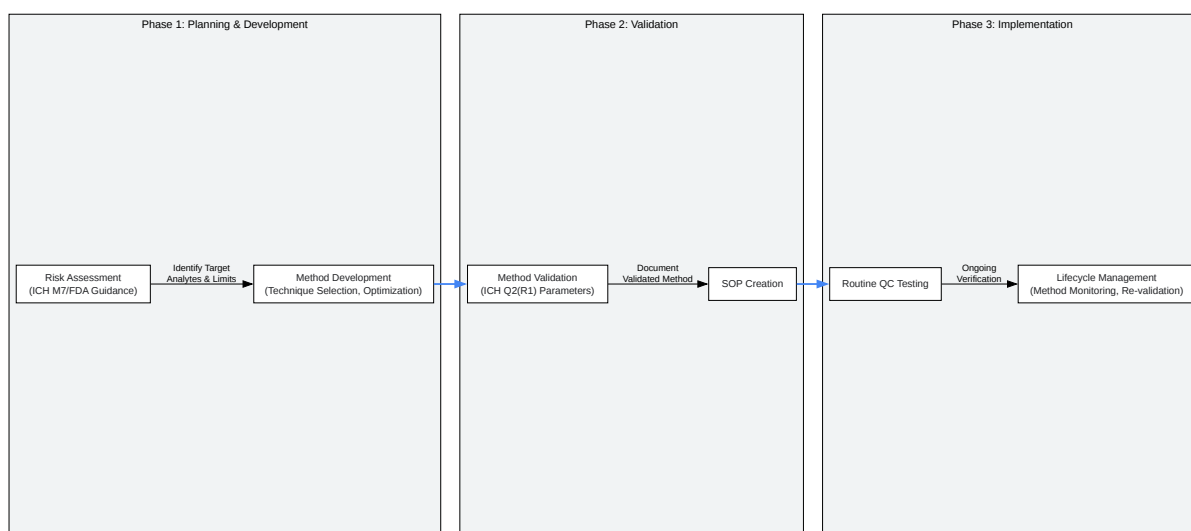 Phase 1: Planning & Development
Risk Assessment
(ICH M7/FDA Guidance)
Identify Target
Analytes & Limits
Method Development
(Technique Selection, Optimization)
Phase 2: Validation
Method Validation
(ICH Q2(R1) Parameters)
Document
Validated Method
SOP Creation
Phase 3: Implementation
Routine QC Testing
Ongoing
Verification
Lifecycle Management
(Method Monitoring, Re-validation)